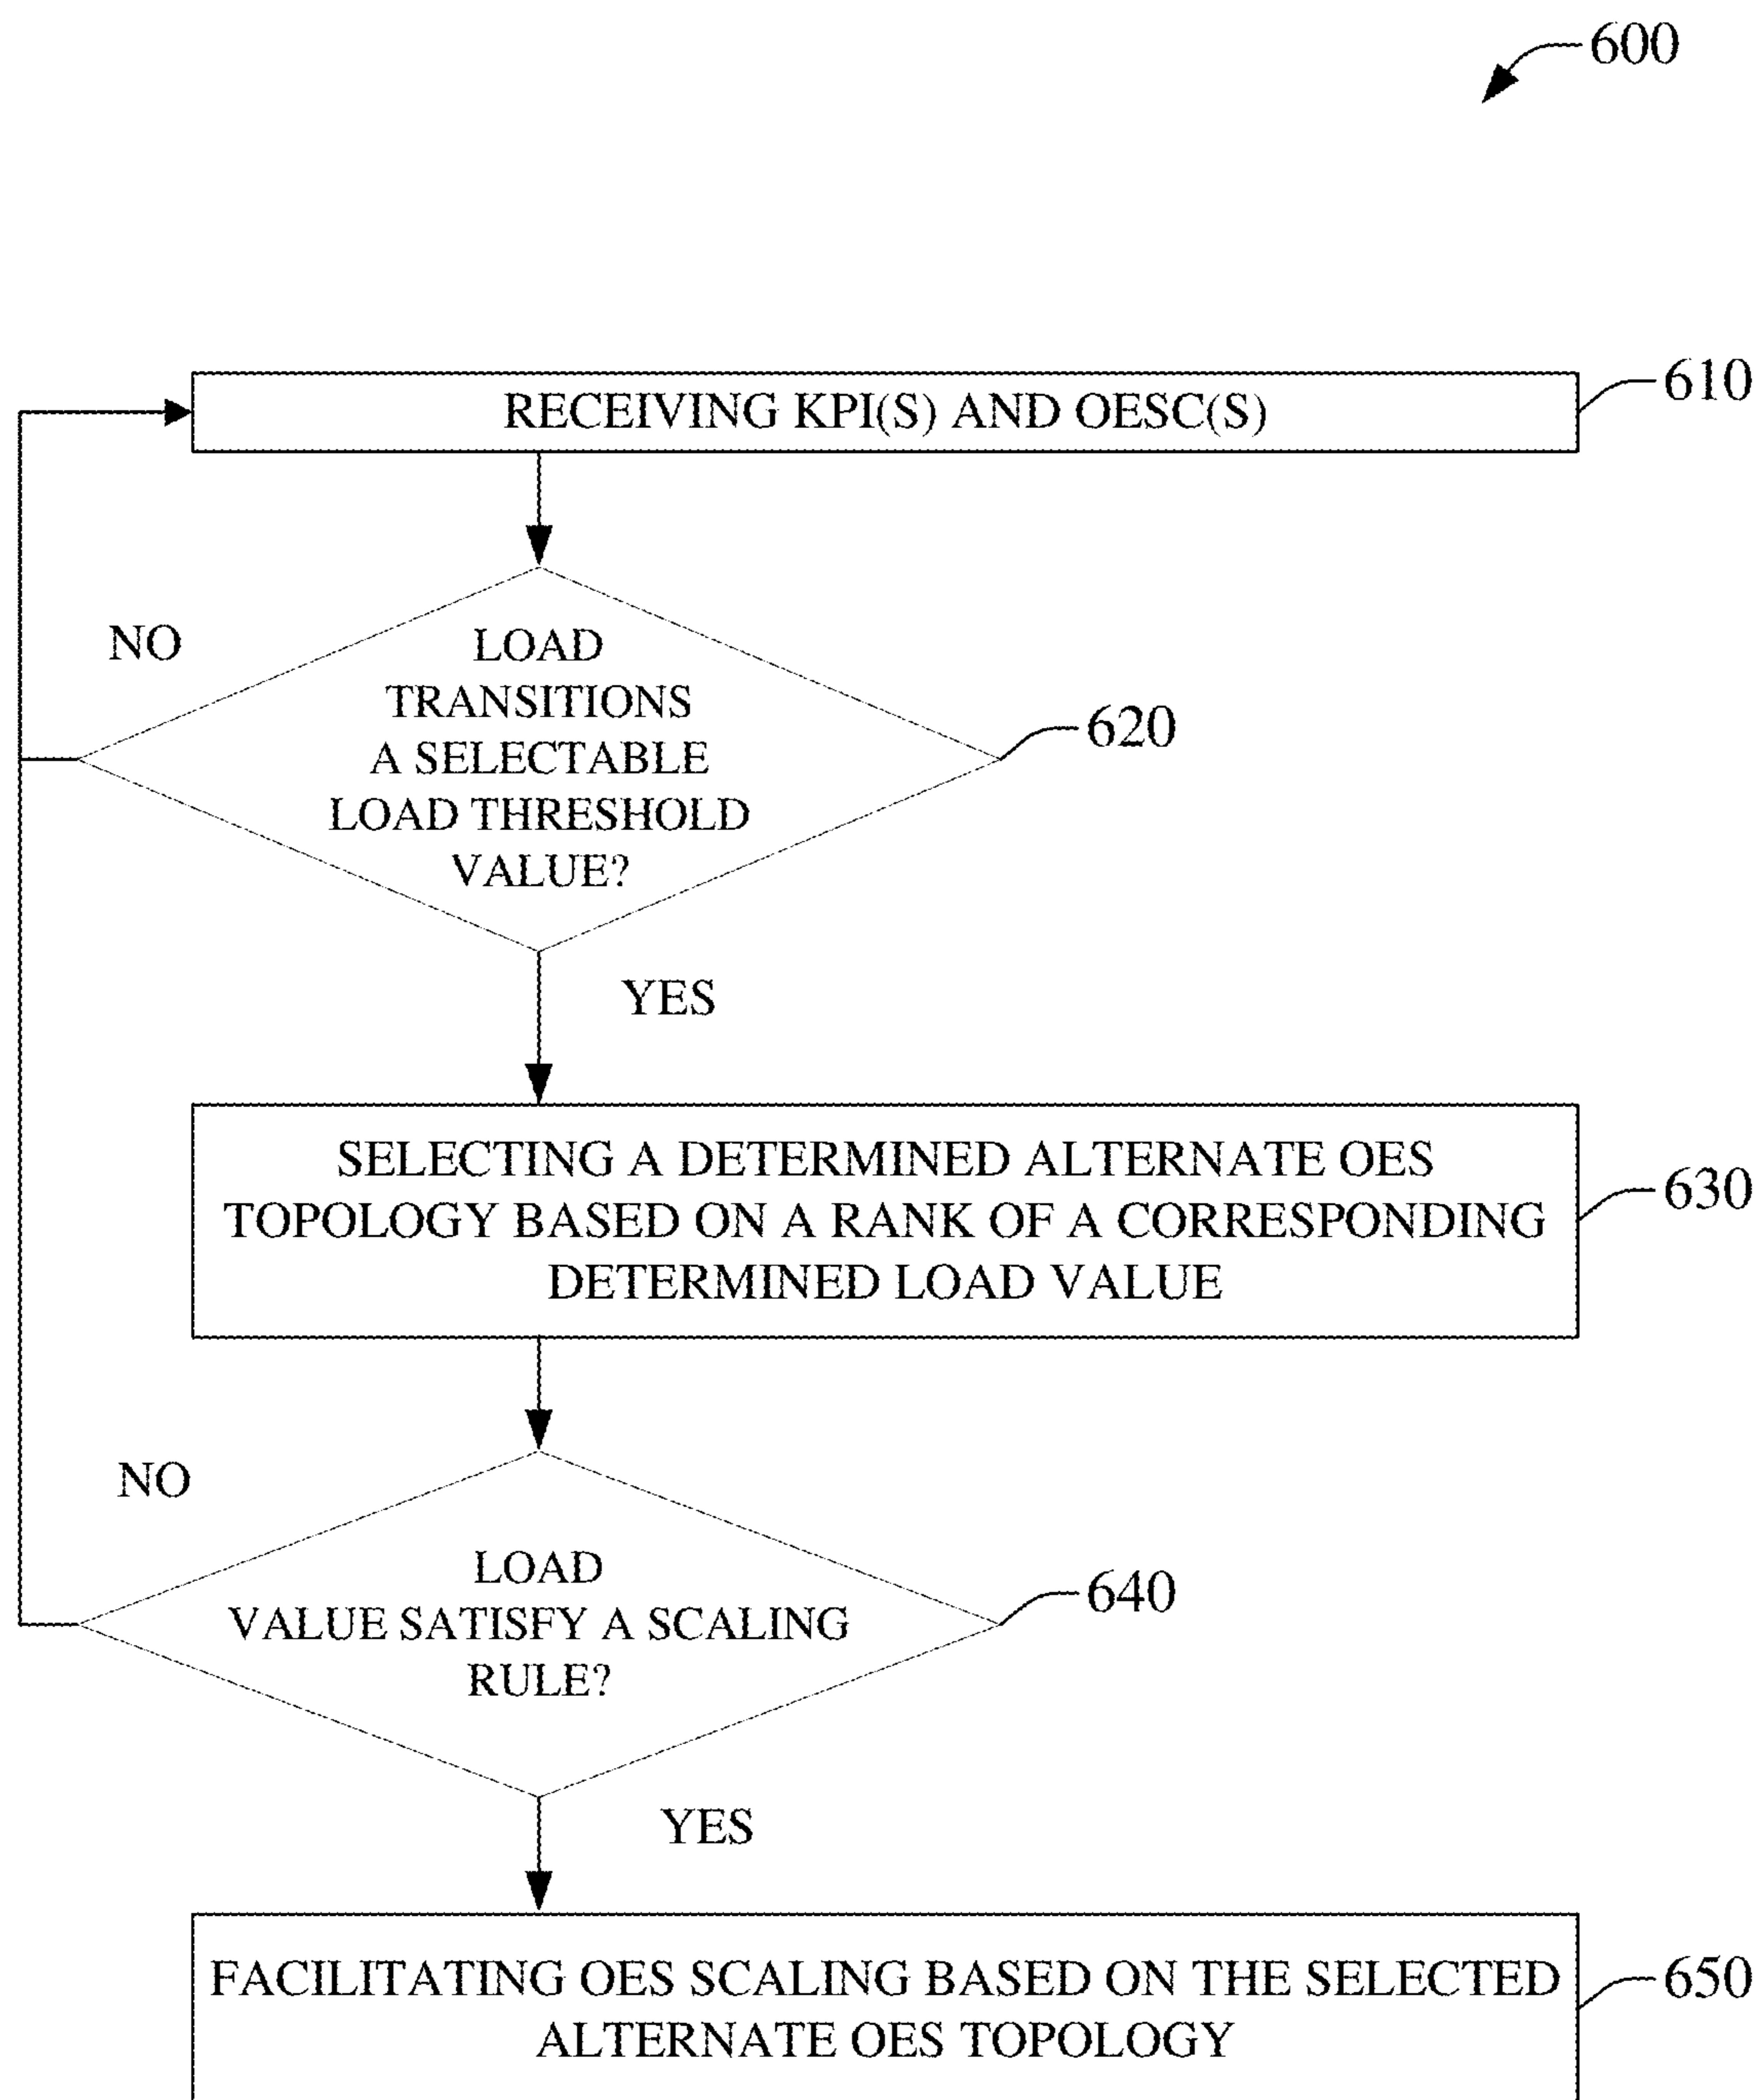 600
RECEIVING KPI(S) AND OESC(S)
610
NO
LOAD
TRANSITIONS
A SELECTABLE
LOAD THRESHOLD
VALUE?
620
YES
SELECTING A DETERMINED ALTERNATE OES
TOPOLOGY BASED ON A RANK OF A CORRESPONDING
DETERMINED LOAD VALUE
630
NO
LOAD
VALUE SATISFY A SCALING
RULE?
640
YES
FACILITATING OES SCALING BASED ON THE SELECTED
ALTERNATE OES TOPOLOGY
650